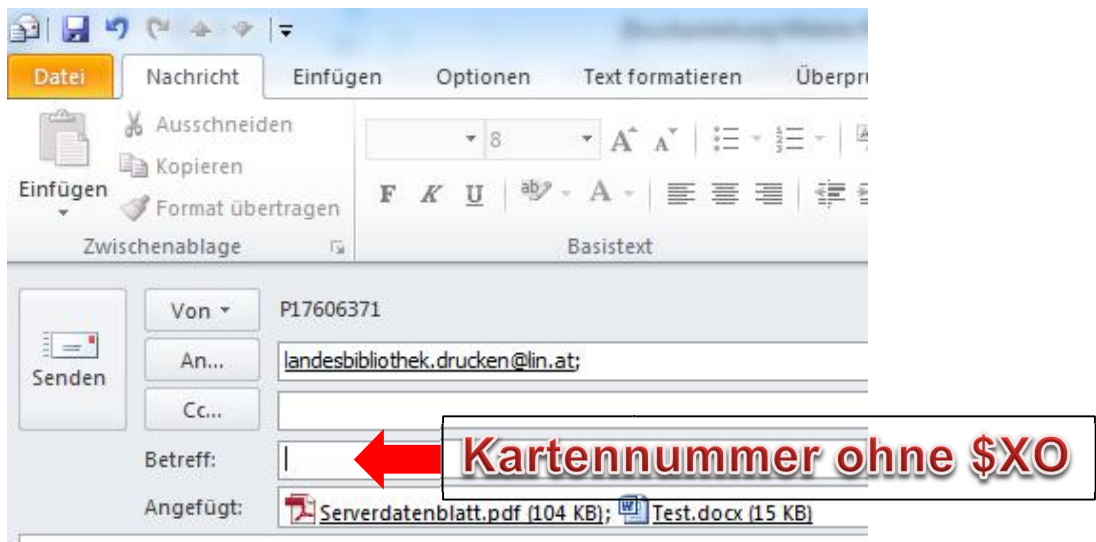 Datei Nachricht Einfügen Optionen Text formatieren
Ausschneiden
8 A A
Kopieren
Einfügen
Format übertragen
F K U ab A
Zwischenablage Basistext
Von P17606371
An... landesbibliothek.drucken@lin.at;
Senden
Cc...
Betreff: Kartennummer ohne $XO
Angefügt: Serverdatenblatt.pdf (104 KB); Test.docx (15 KB)